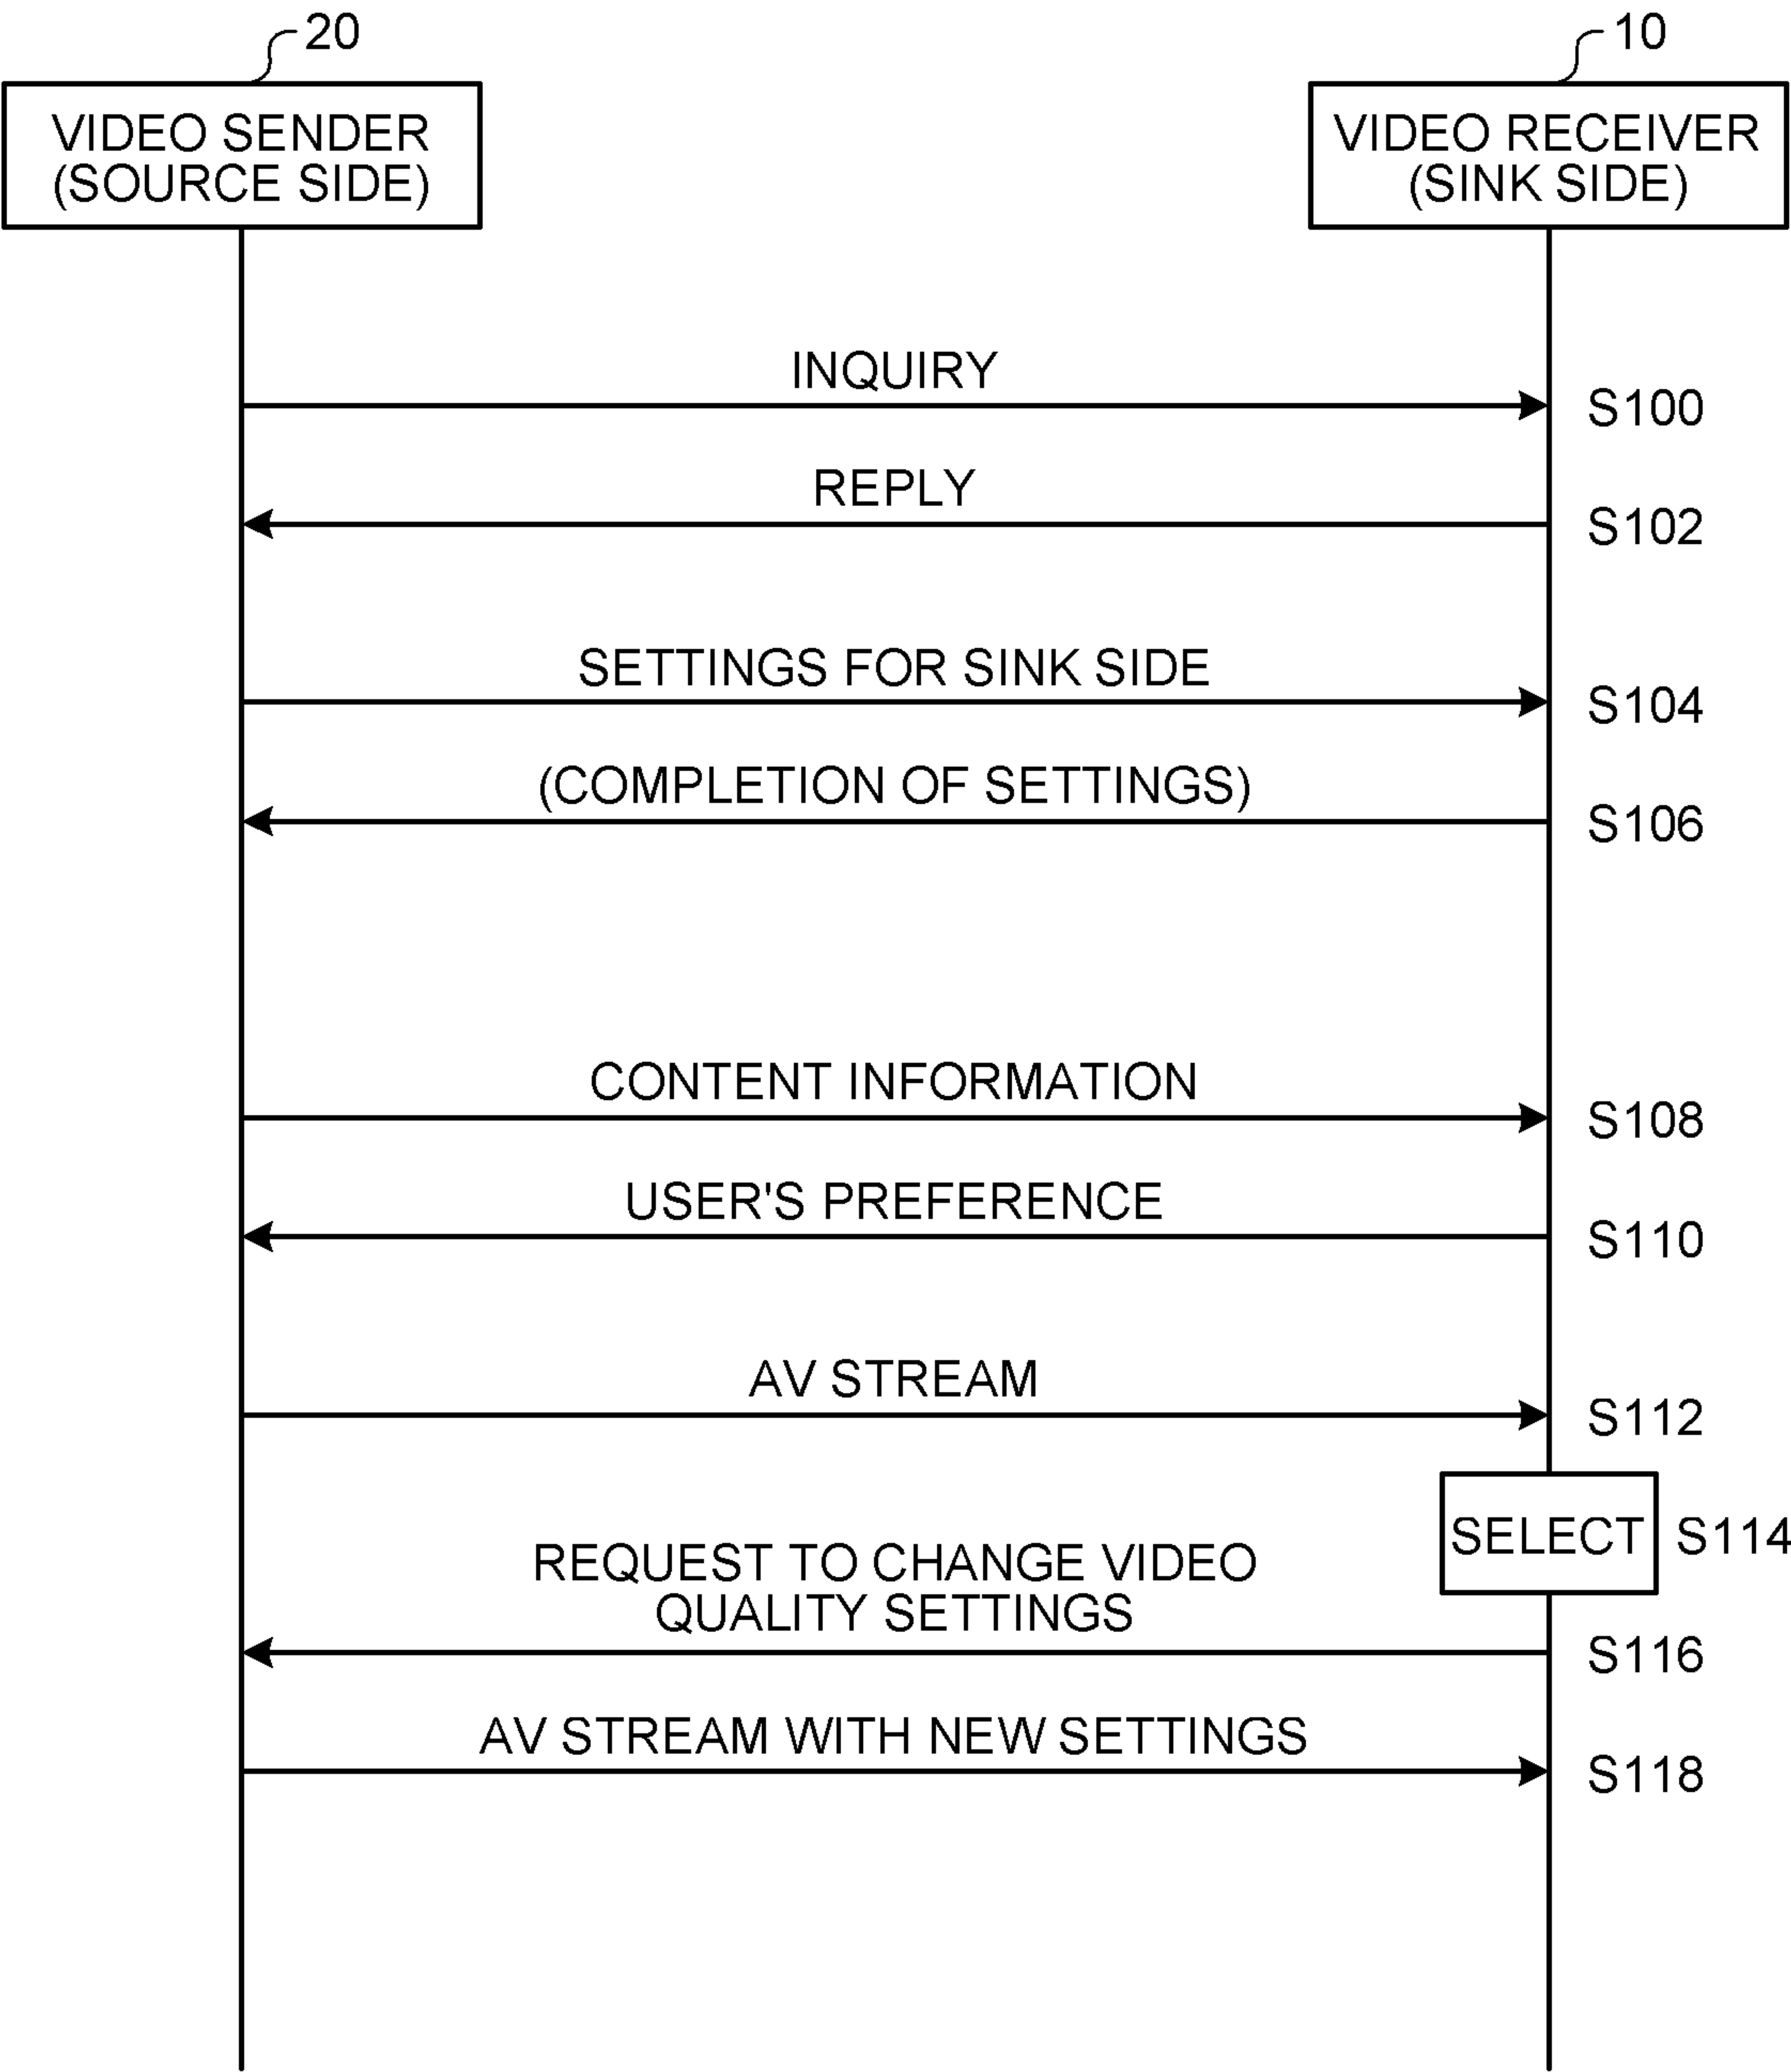 20
10
VIDEO SENDER
(SOURCE SIDE)
VIDEO RECEIVER
(SINK SIDE)
INQUIRY
S100
REPLY
S102
SETTINGS FOR SINK SIDE
S104
(COMPLETION OF SETTINGS)
S106
CONTENT INFORMATION
S108
USER'S PREFERENCE
S110
AV STREAM
S112
SELECT
S114
REQUEST TO CHANGE VIDEO
QUALITY SETTINGS
S116
AV STREAM WITH NEW SETTINGS
S118